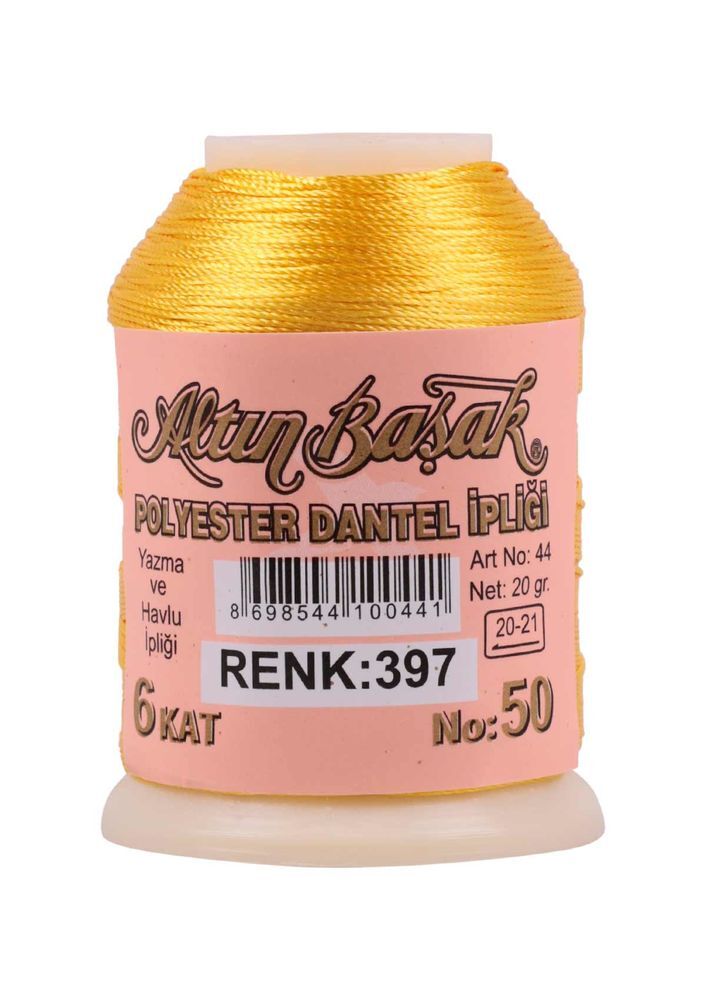 Altın Başak
POLYESTER DANTEL İPLİĞİ
Yazma
ve
Havlu
İpliği
8 698544 100441
Art No: 44
Net: 20 gr.
20-21
RENK:397
6 KAT
No: 50